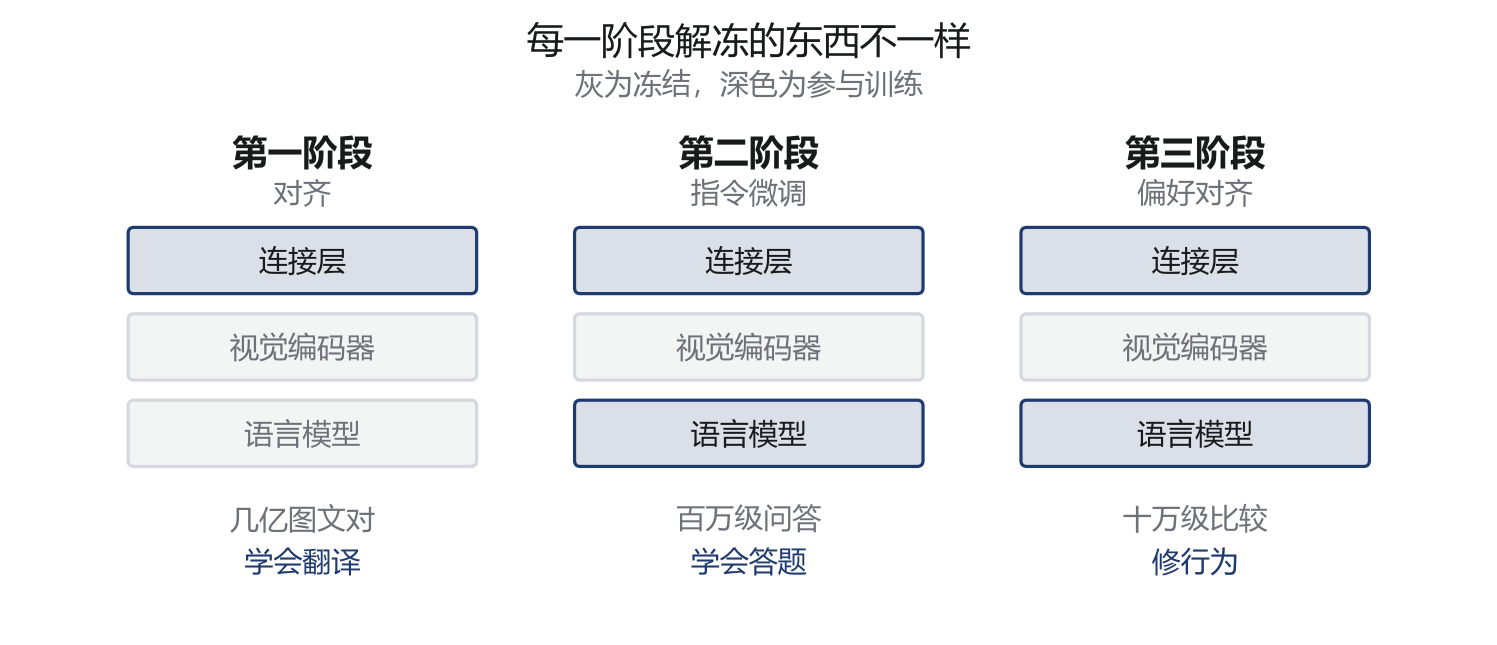 每一阶段解冻的东西不一样
灰为冻结，深色为参与训练
第一阶段
对齐
连接层
视觉编码器
语言模型
几亿图文对
学会翻译
第二阶段
指令微调
连接层
视觉编码器
语言模型
百万级问答
学会答题
第三阶段
偏好对齐
连接层
视觉编码器
语言模型
十万级比较
修行为